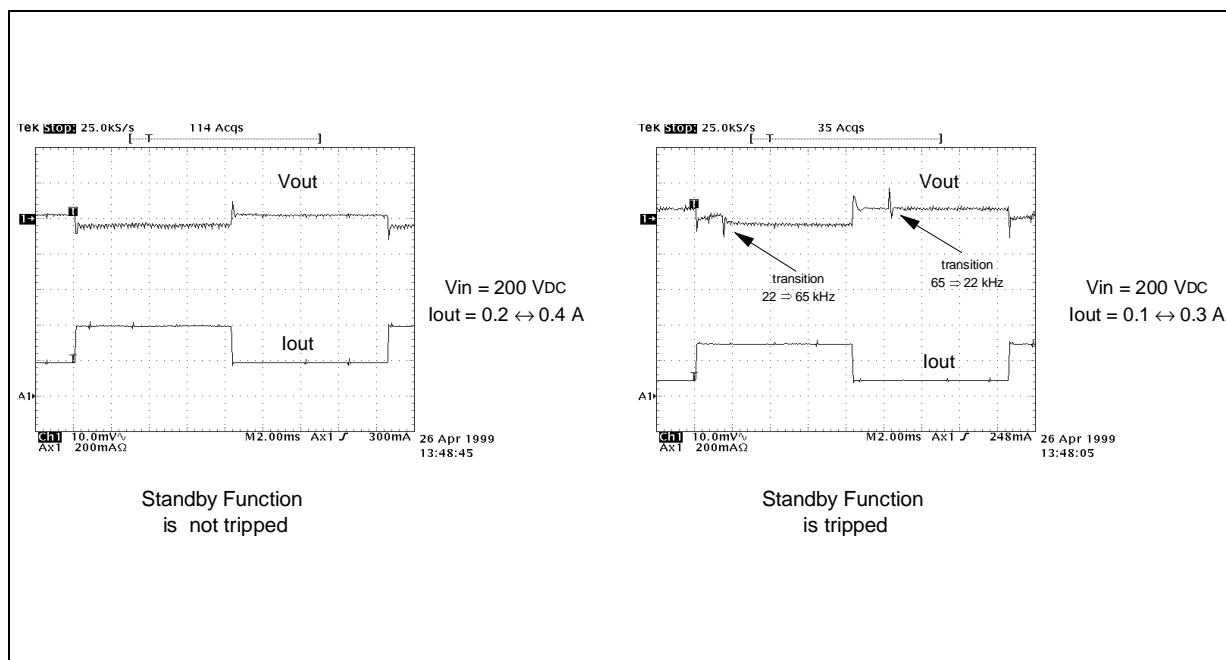 Tek Stop: 25.0kS/s 114 Acqs
T
Vout
T
1
Iout
T
A1
Ch1 10.0mV∿ M2.00ms Ax1 ƒ 300mA
Ax1 200mAΩ
26 Apr 1999
13:48:45
Vin = 200 VDC
Iout = 0.2 ↔ 0.4 A
Standby Function
is not tripped
Tek Stop: 25.0kS/s 35 Acqs
T
Vout
T
1
transition
22 ⇒ 65 kHz
transition
65 ⇒ 22 kHz
Iout
T
A1
Ch1 10.0mV∿ M2.00ms Ax1 ƒ 248mA
Ax1 200mAΩ
26 Apr 1999
13:48:05
Vin = 200 VDC
Iout = 0.1 ↔ 0.3 A
Standby Function
is tripped